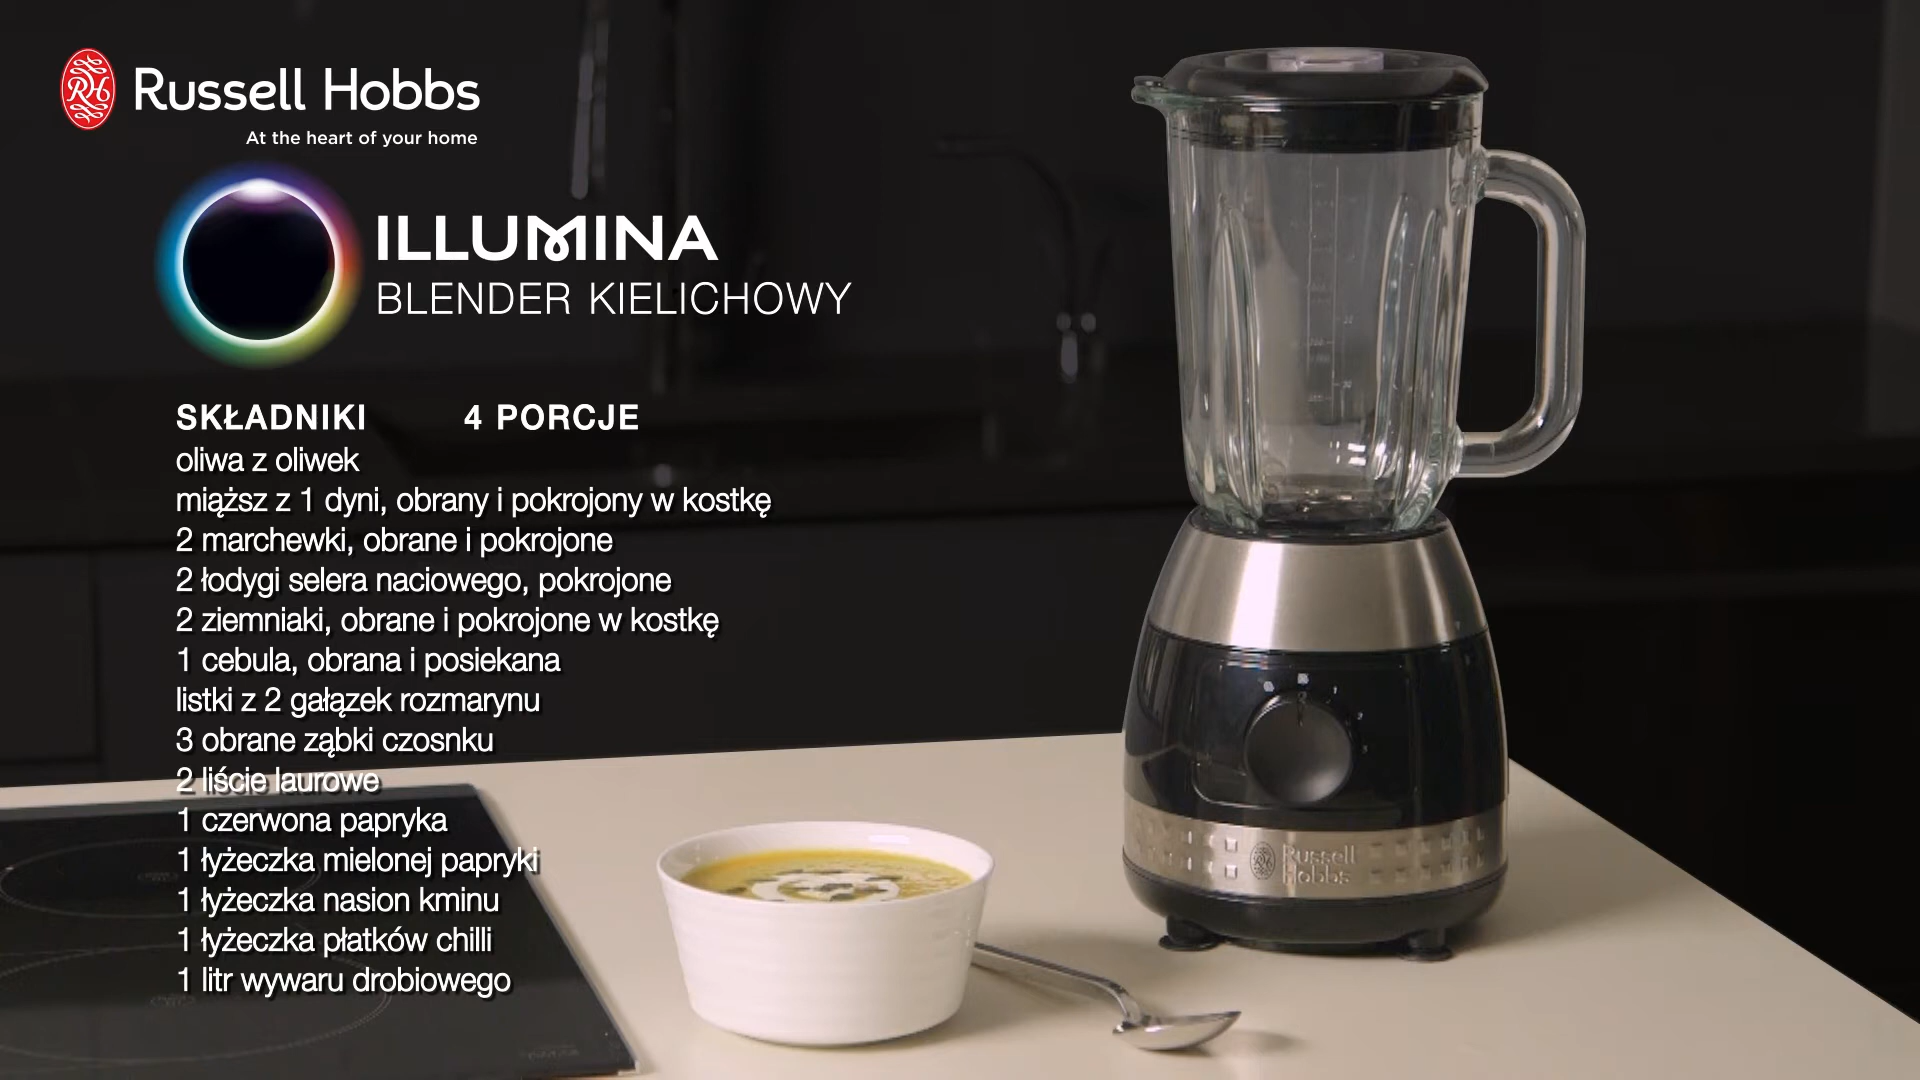 Russell Hobbs
At the heart of your home
ILLUMINA
BLENDER KIELICHOWY
SKŁADNIKI 4 PORCJE
oliwa z oliwek
miąższ z 1 dyni, obrany i pokrojony w kostkę
2 marchewki, obrane i pokrojone
2 łodygi selera naciowego, pokrojone
2 ziemniaki, obrane i pokrojone w kostkę
1 cebula, obrana i posiekana
listki z 2 gałązek rozmarynu
3 obrane ząbki czosnku
2 liście laurowe
1 czerwona papryka
1 łyżeczka mielonej papryki
1 łyżeczka nasion kminu
1 łyżeczka płatków chilli
1 litr wywaru drobiowego
Russell
Hobbs